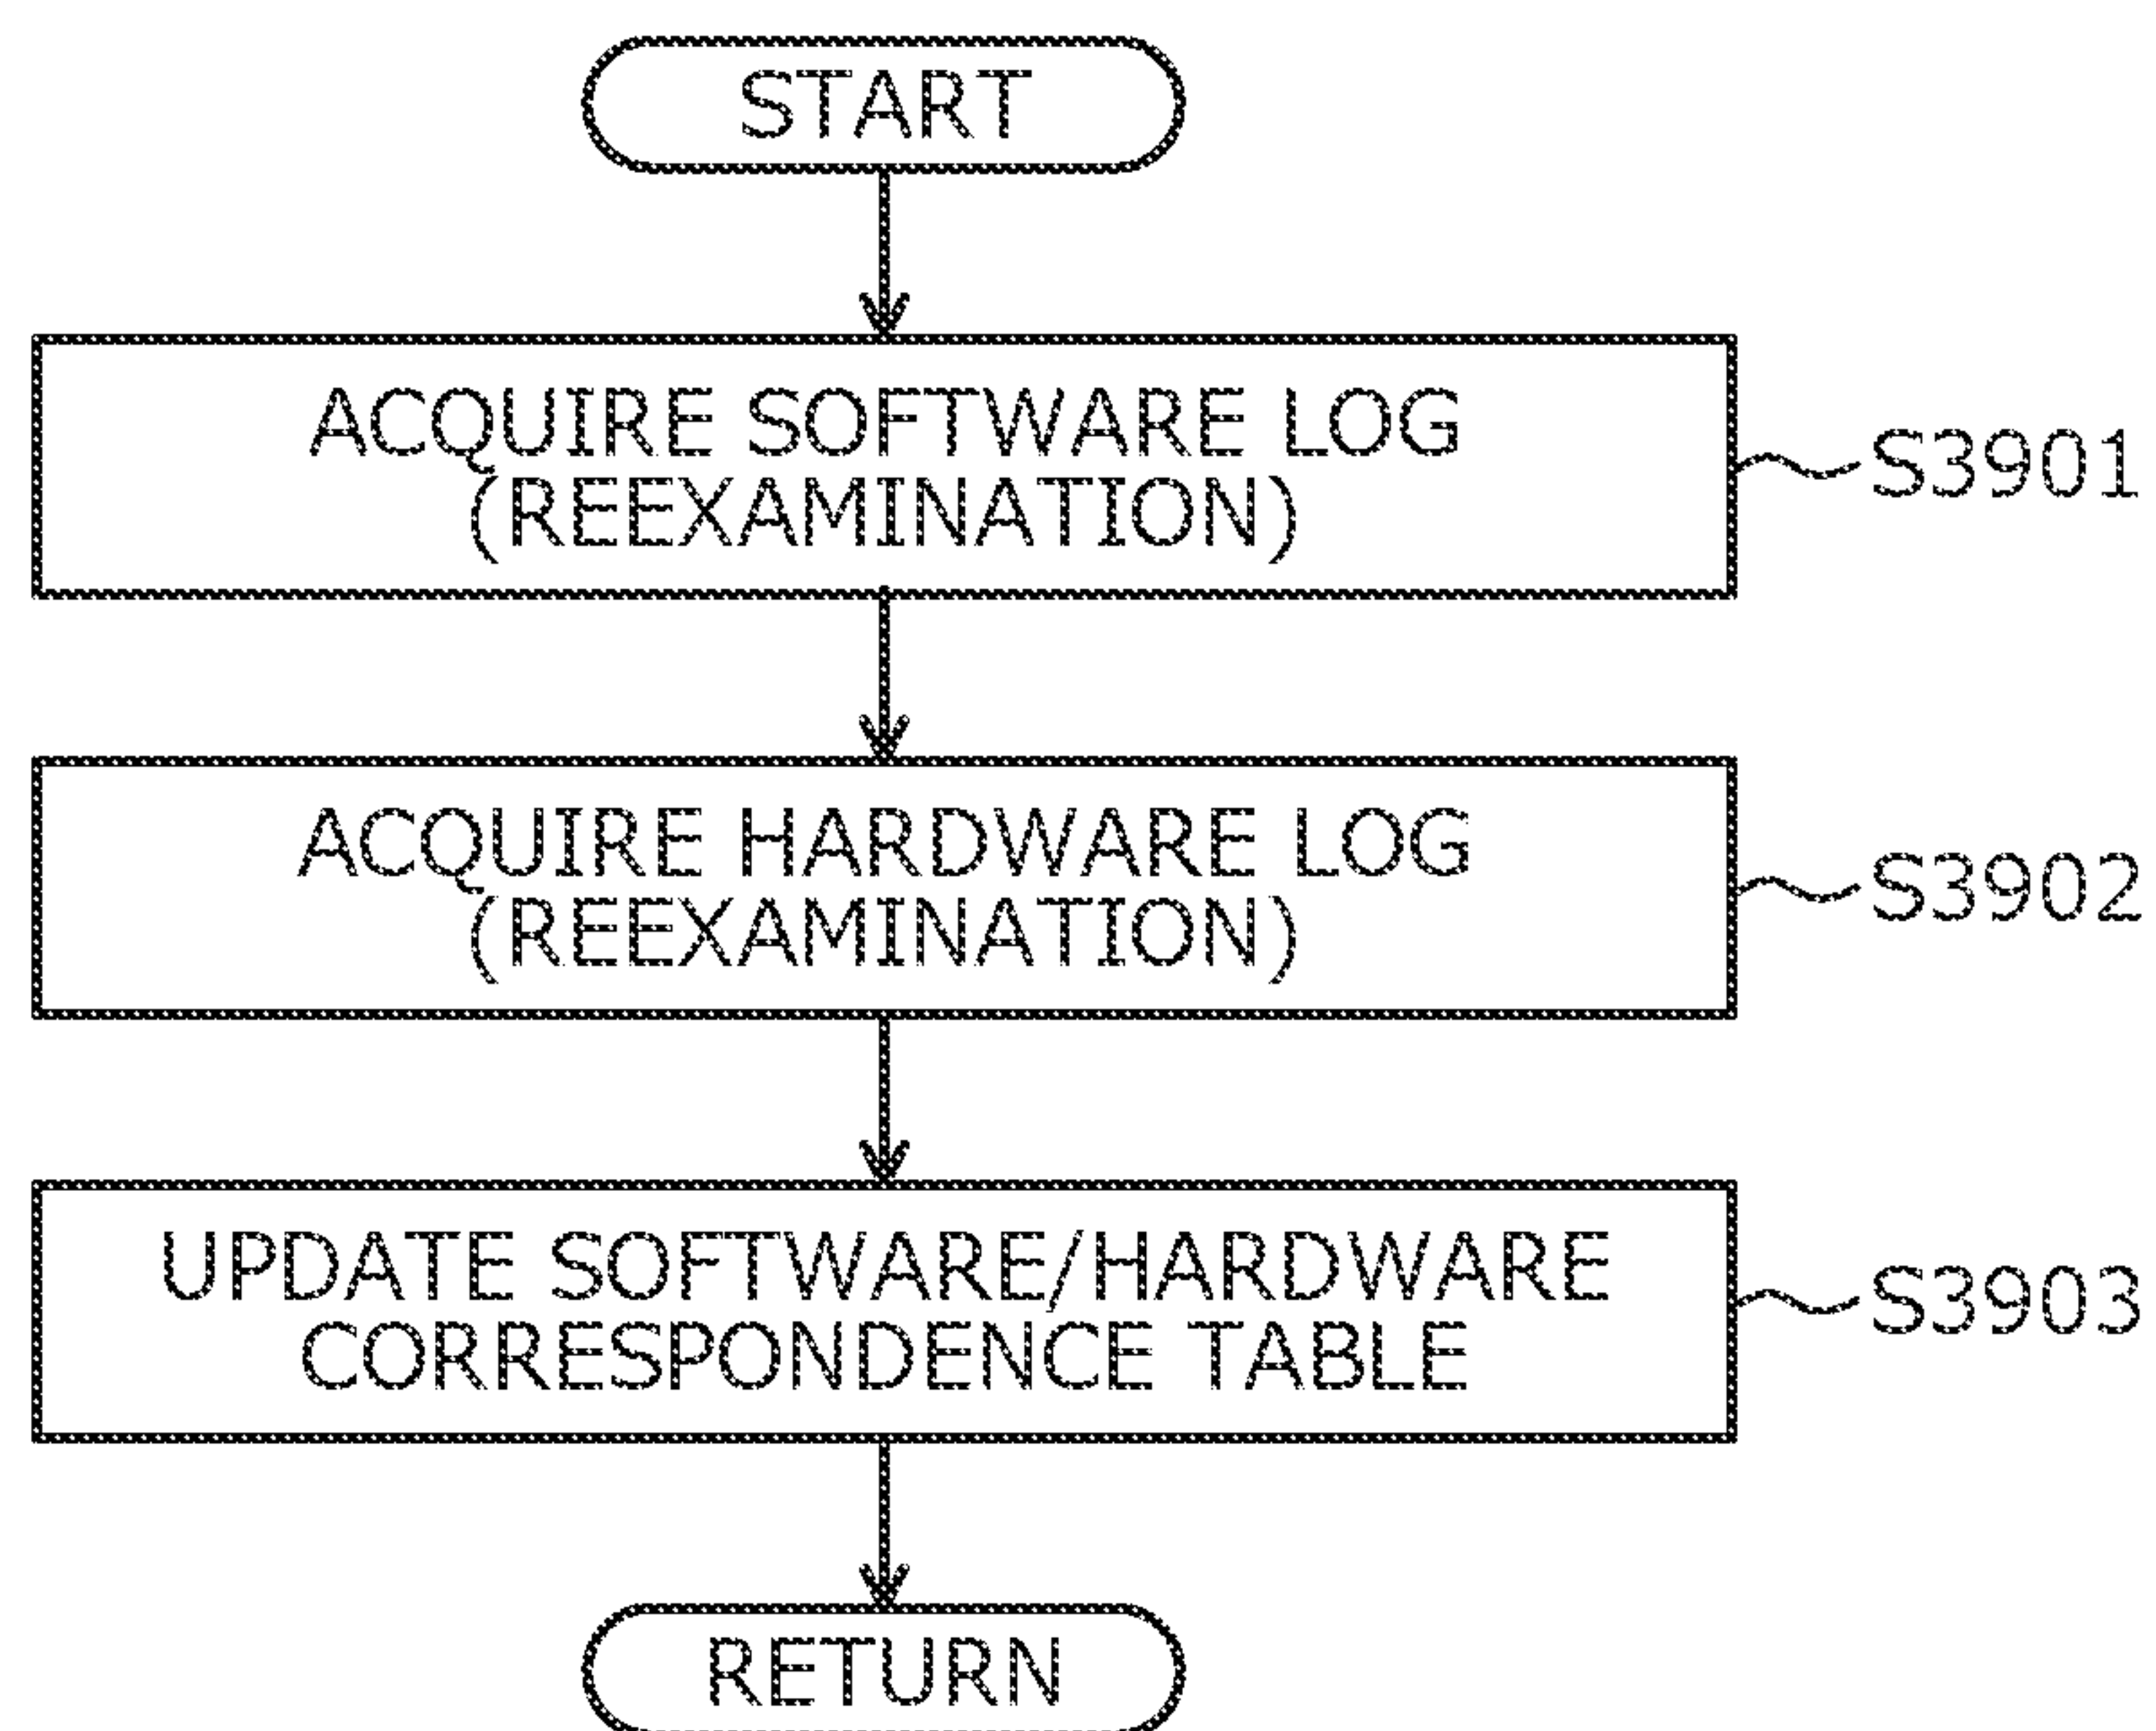 START
ACQUIRE SOFTWARE LOG
(REEXAMINATION)
S3901
ACQUIRE HARDWARE LOG
(REEXAMINATION)
S3902
UPDATE SOFTWARE/HARDWARE
CORRESPONDENCE TABLE
S3903
RETURN